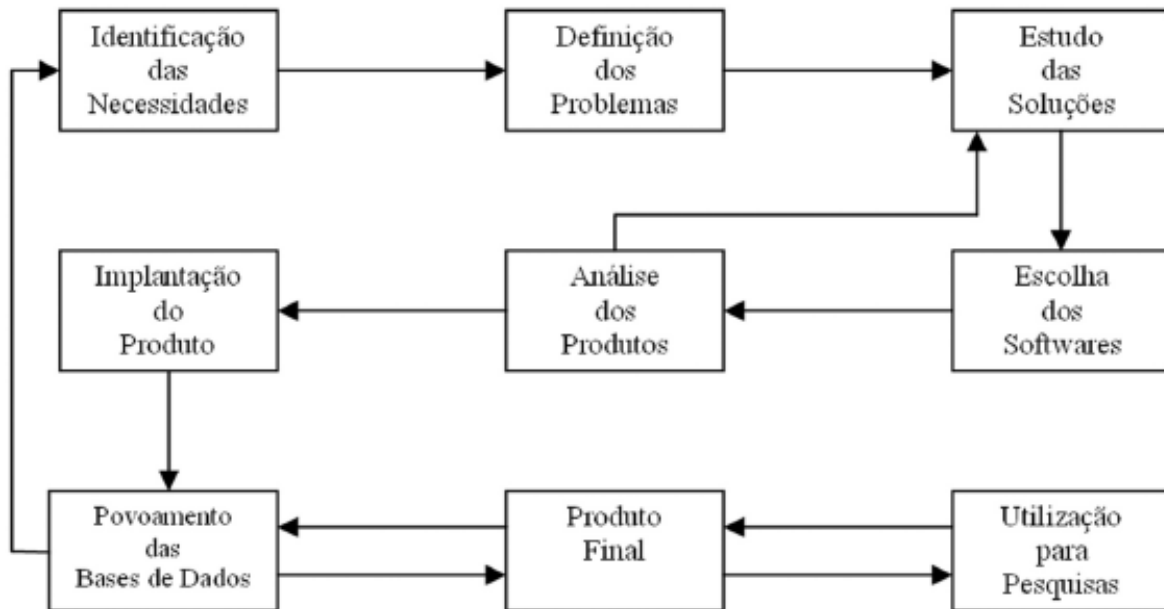 Identificação
das
Necessidades
Definição
dos
Problemas
Estudo
das
Soluções
Implantação
do
Produto
Análise
dos
Produtos
Escolha
dos
Softwares
Povoamento
das
Bases de Dados
Produto
Final
Utilização
para
Pesquisas